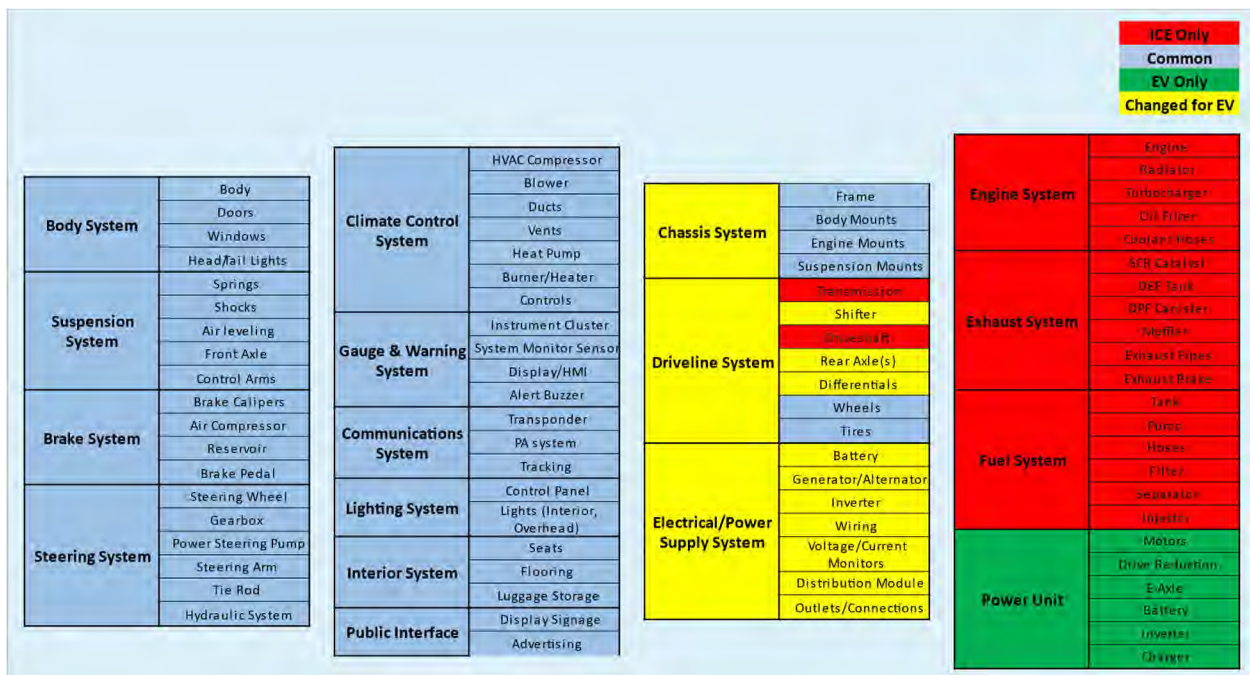 ICE Only
Common
EV Only
Changed for EV
Body System
Body
Doors
Windows
Head/Tail Lights
Suspension
System
Springs
Shocks
Air leveling
Front Axle
Control Arms
Brake System
Brake Calipers
Air Compressor
Reservoir
Brake Pedal
Steering System
Steering Wheel
Gearbox
Power Steering Pump
Steering Arm
Tie Rod
Hydraulic System
Climate Control
System
HVAC Compressor
Blower
Ducts
Vents
Heat Pump
Burner/Heater
Controls
Gauge & Warning
System
Instrument Cluster
System Monitor Sensor
Display/HMI
Alert Buzzer
Communications
System
Transponder
PA system
Tracking
Lighting System
Control Panel
Lights (Interior,
Overhead)
Interior System
Seats
Flooring
Luggage Storage
Public Interface
Display Signage
Advertising
Chassis System
Frame
Body Mounts
Engine Mounts
Suspension Mounts
Driveline System
Transmission
Shifter
Driveshaft
Rear Axle(s)
Differentials
Wheels
Tires
Electrical/Power
Supply System
Battery
Generator/Alternator
Inverter
Wiring
Voltage/Current
Monitors
Distribution Module
Outlets/Connections
Engine System
Engine
Radiator
Turbocharger
Oil Filter
Coolant Hoses
Exhaust System
SCR Catalyst
DEF Tank
DPF Canister
Muffler
Exhaust Pipes
Exhaust Brake
Fuel System
Tank
Pump
Hoses
Filter
Separator
Injector
Power Unit
Motors
Drive Reduction
E-Axle
Battery
Inverter
Charger